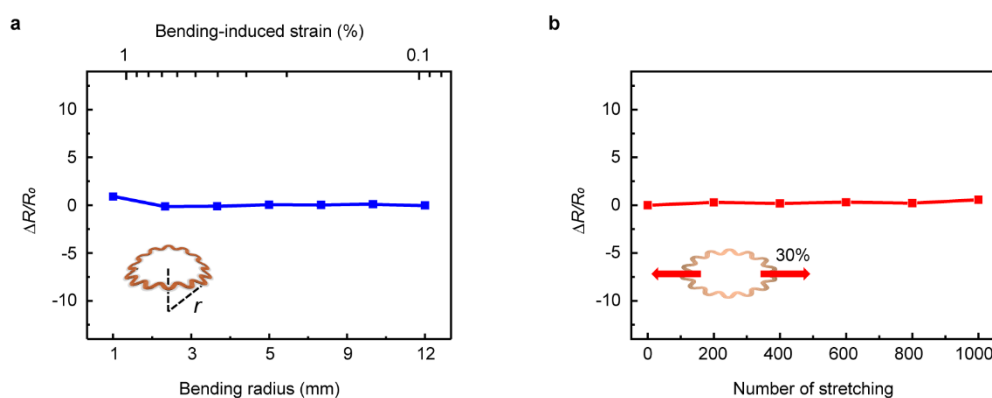 a
Bending-induced strain (%)
1 0.1
10
5
0
-5
-10
ΔR/R₀
r
1 3 5 9 12
Bending radius (mm)
b
10
5
0
-5
-10
ΔR/R₀
30%
0 200 400 600 800 1000
Number of stretching